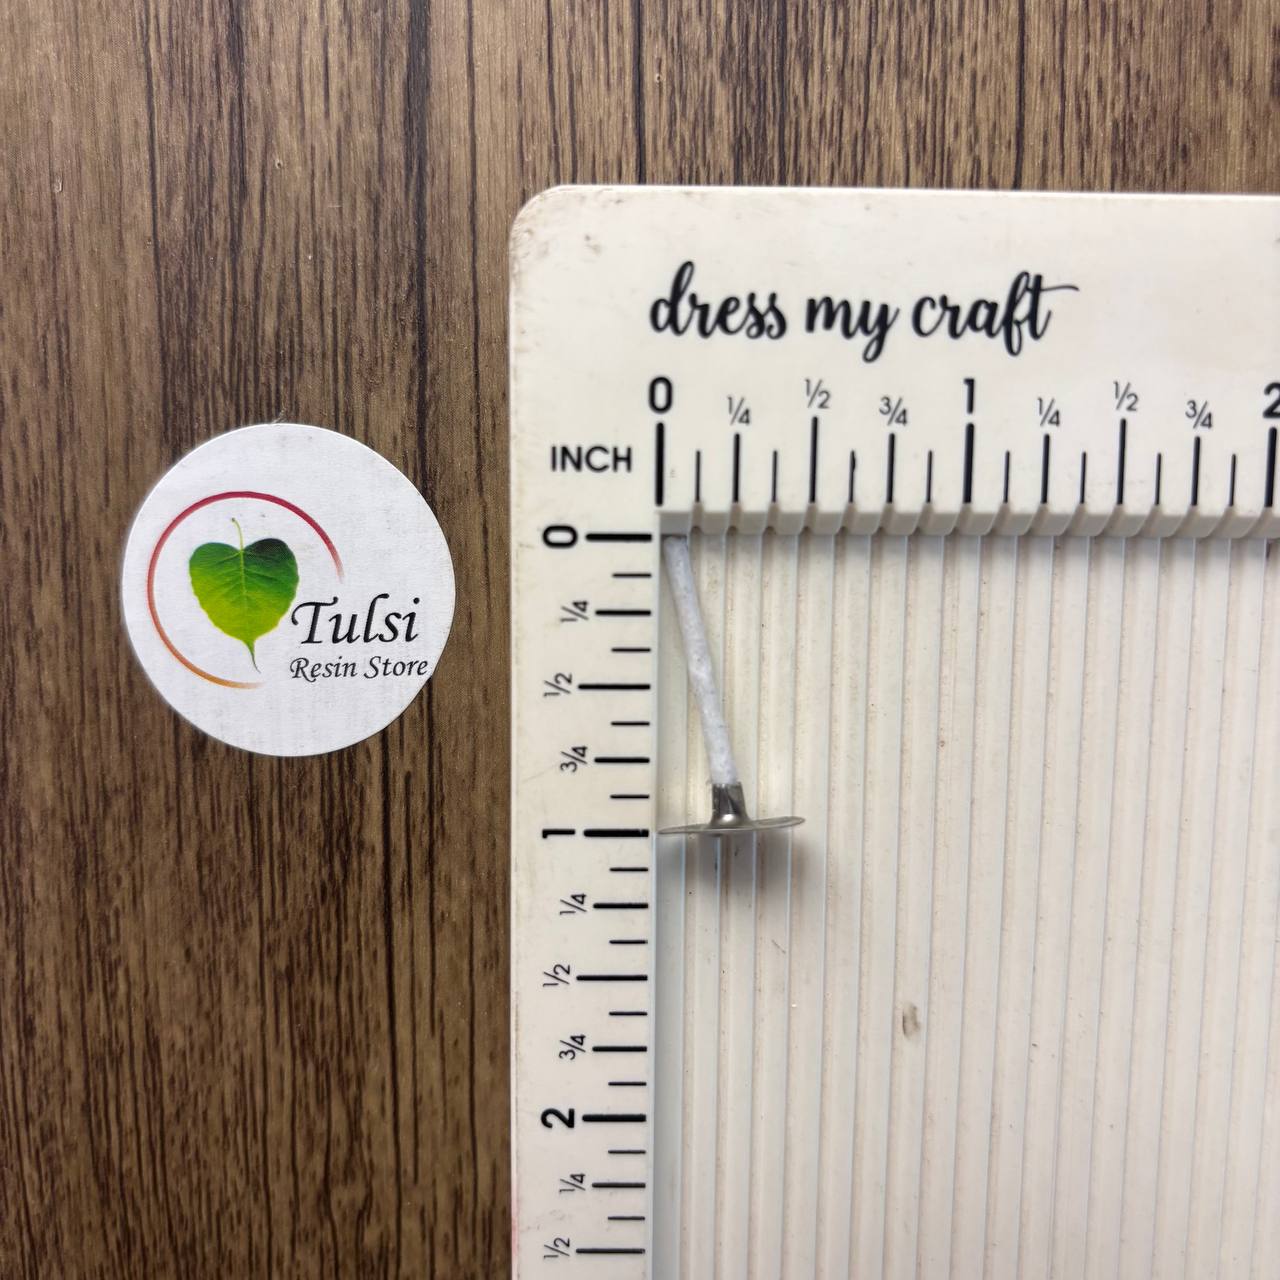 dress my craft
0 ¼ ½ ¾ 1 ¼ ½ ¾ 2
INCH
0
¼
½
¾
1
¼
½
¾
2
¼
½
Tulsi
Resin Store